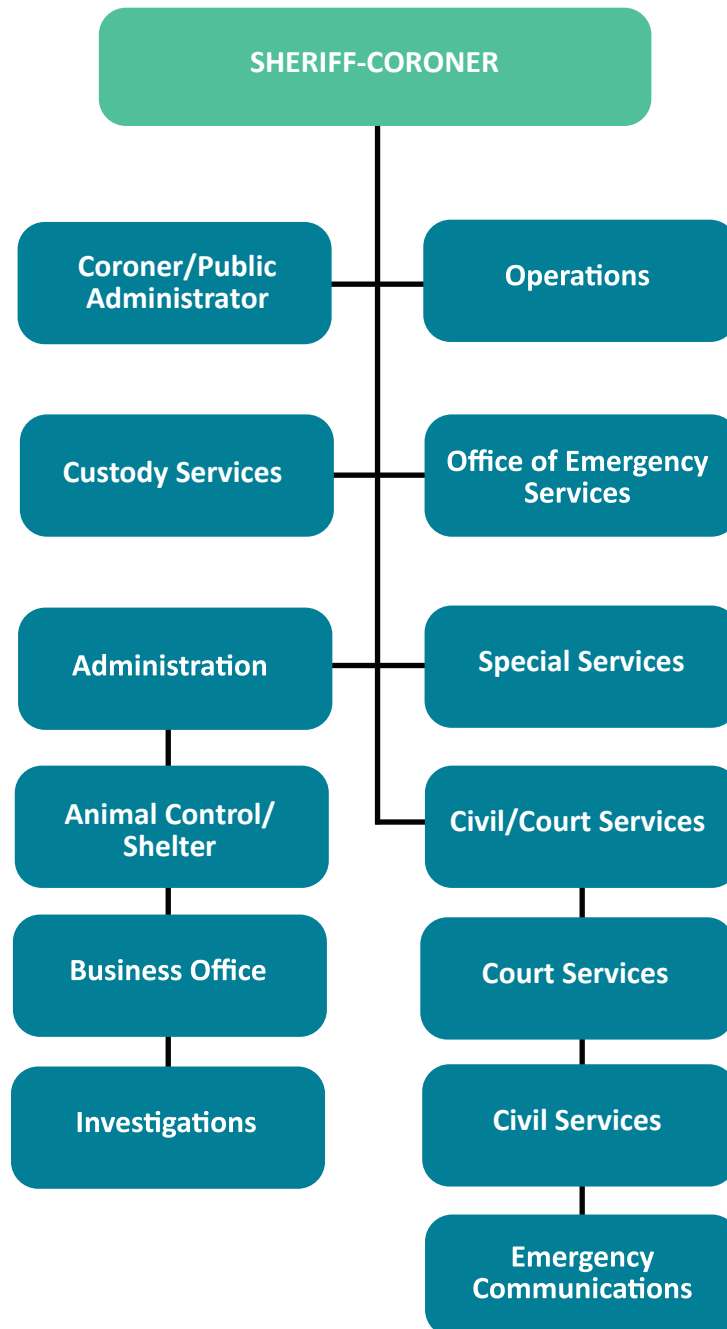 SHERIFF-CORONER
Coroner/Public
Administrator
Operations
Custody Services
Office of Emergency
Services
Administration
Special Services
Animal Control/
Shelter
Civil/Court Services
Business Office
Court Services
Investigations
Civil Services
Emergency
Communications